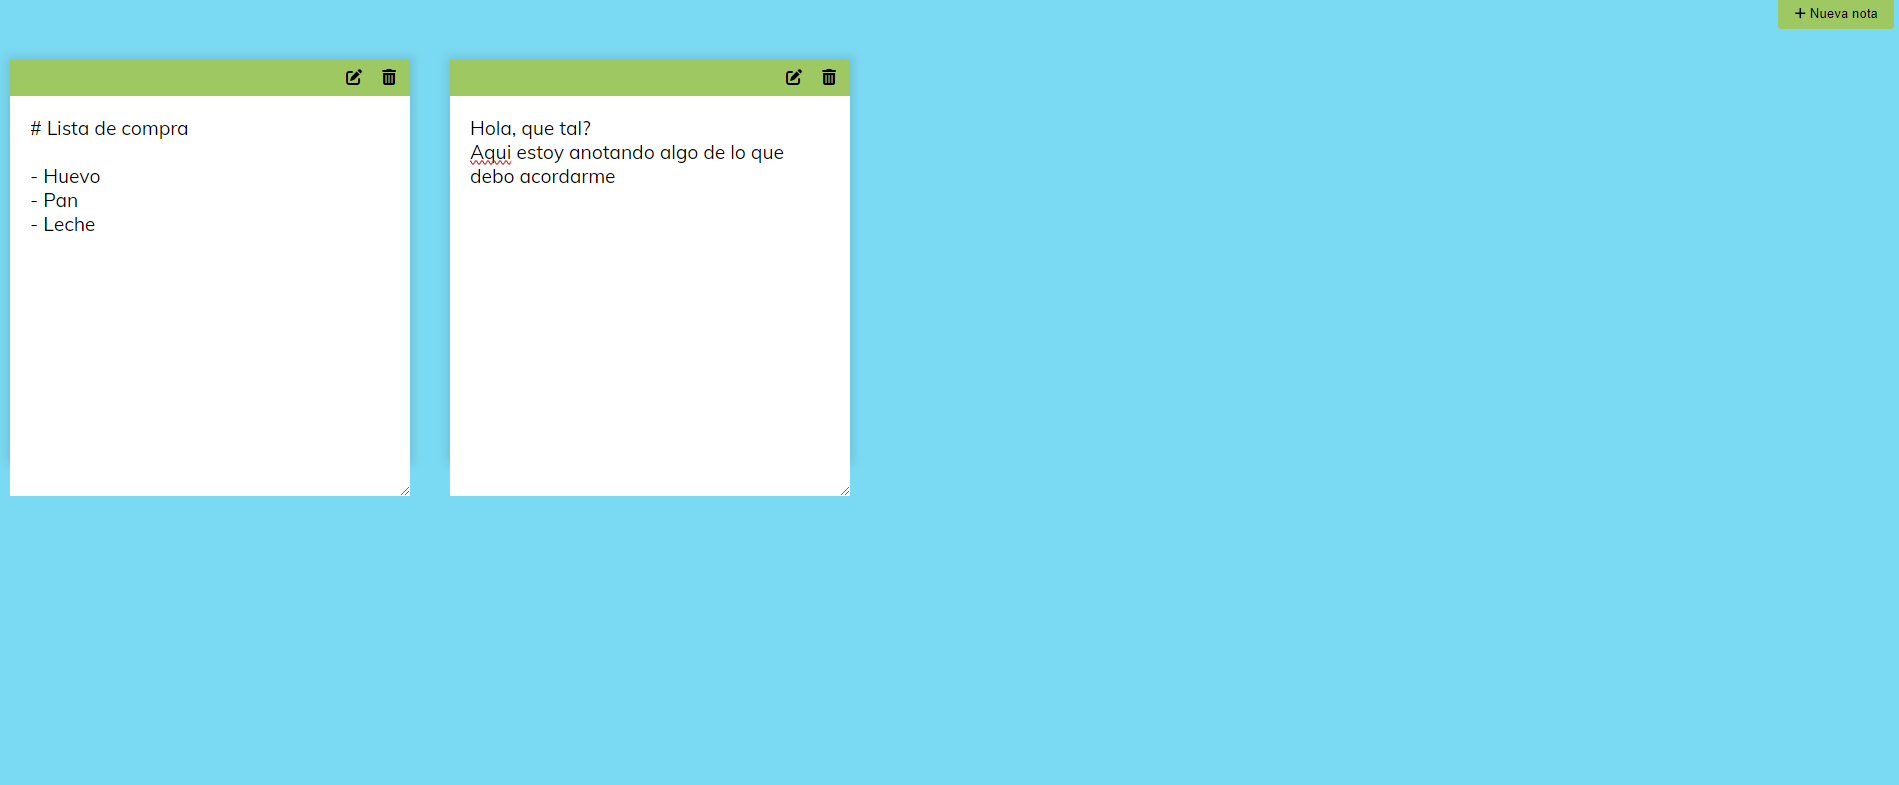 + Nueva nota
# Lista de compra
- Huevo
- Pan
- Leche
Hola, que tal?
Aqui estoy anotando algo de lo que
debo acordarme